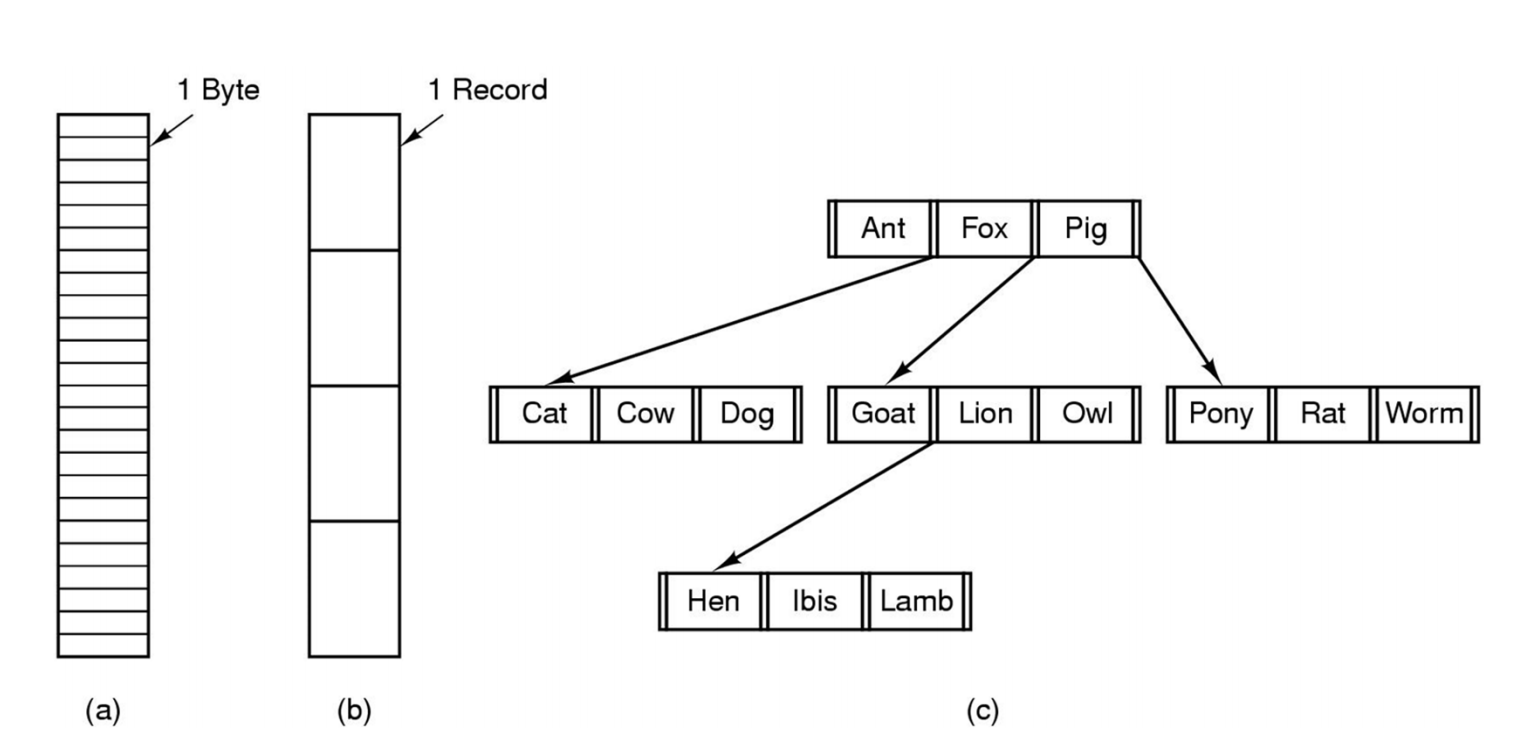 1 Byte
1 Record
Ant Fox Pig
Cat Cow Dog Goat Lion Owl Pony Rat Worm
Hen Ibis Lamb
(a) (b) (c)